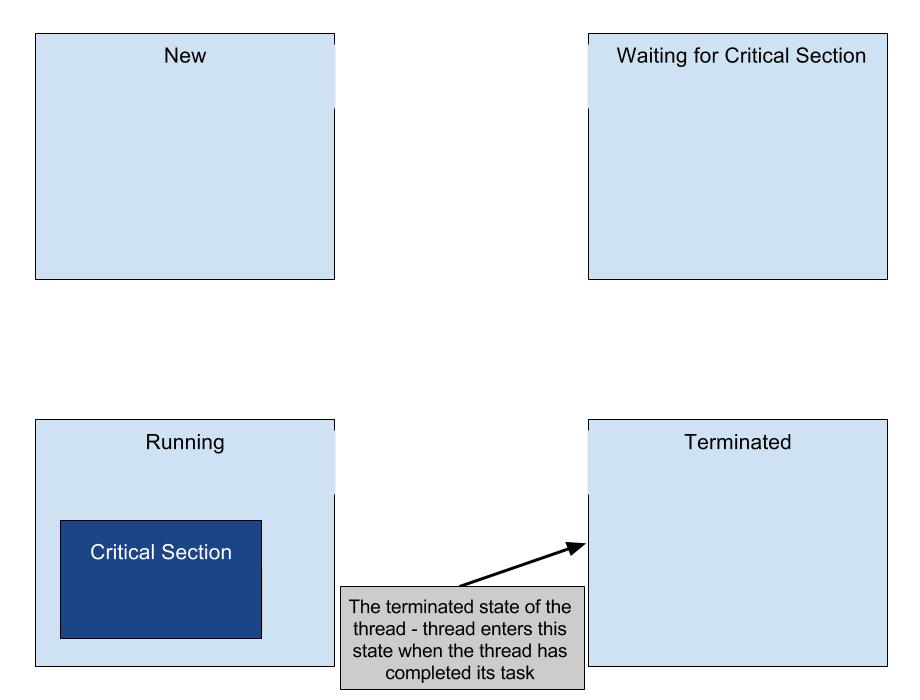 New
Waiting for Critical Section
Running
Terminated
Critical Section
The terminated state of the
thread - thread enters this
state when the thread has
completed its task